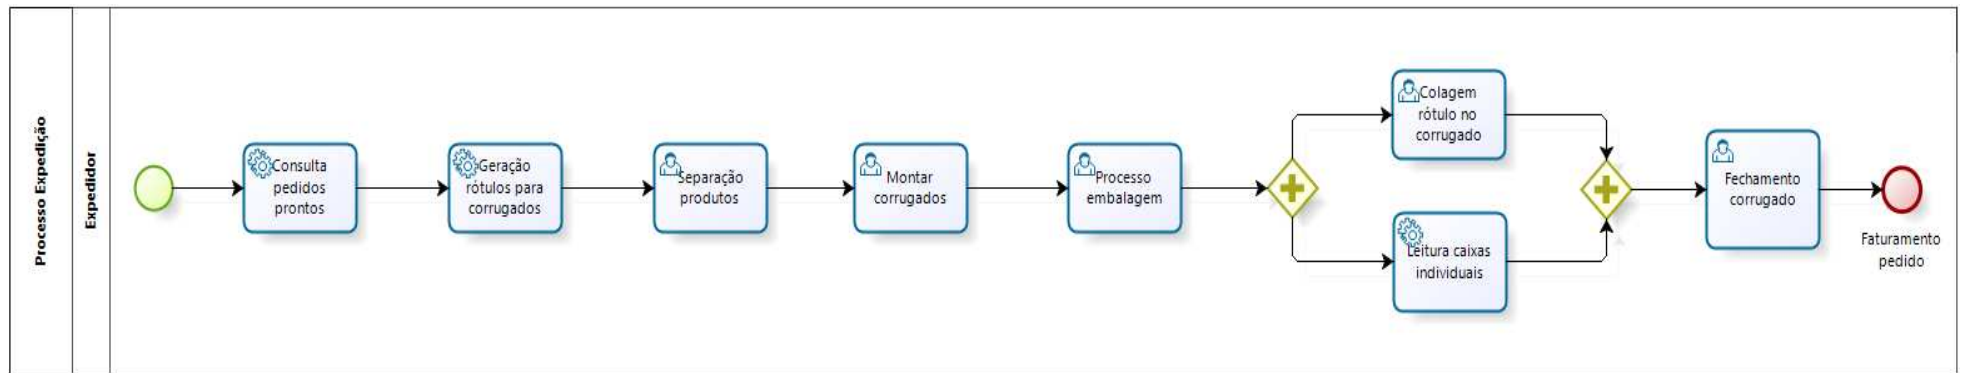 Processo Expedição
Expedidor
Consulta
pedidos
prontos
Geração
rótulos para
corrugados
Separação
produtos
Montar
corrugados
Processo
embalagem
Colagem
rótulo no
corrugado
Leitura caixas
individuais
Fechamento
corrugado
Faturamento
pedido